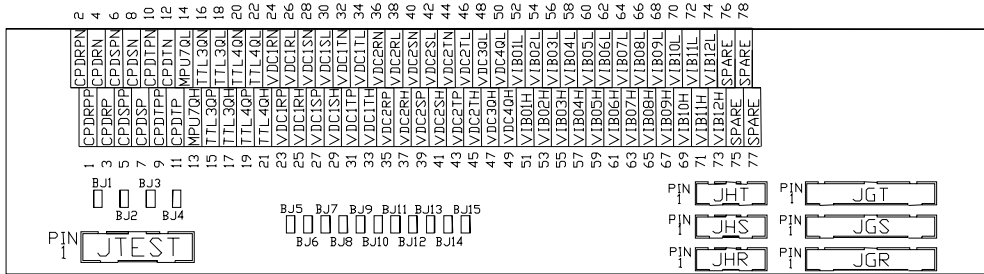 2 4 6 8 10 12 14 16 18 20 22 24 26 28 30 32 34 36 38 40 42 44 46 48 50 52 54 56 58 60 62 64 66 68 70 72 74 76 78
CPDRPN CPDRN CPDSPN CPDSN CPDTPN CPDTN MPU7QL TTL3QN TTL3QL TTL4QN TTL4QL VDC1RN VDC1RL VDC1SN VDC1SL VDC1TN VDC1TL VDC2RN VDC2RL VDC2SN VDC2SL VDC2TN VDC2TL VDC3QL VDC4QL VIB01L VIB02L VIB03L VIB04L VIB05L VIB06L VIB07L VIB08L VIB09L VIB10L VIB11L VIB12L SPARE SPARE
CPDRPP CPDRP CPDSPP CPDSP CPDTPP CPDTP MPU7QH TTL3QP TTL3QH TTL4QP TTL4QH VDC1RP VDC1RH VDC1SP VDC1SH VDC1TP VDC1TH VDC2RP VDC2RH VDC2SP VDC2SH VDC2TP VDC2TH VDC3QH VDC4QH VIB01H VIB02H VIB03H VIB04H VIB05H VIB06H VIB07H VIB08H VIB09H VIB10H VIB11H VIB12H SPARE SPARE
1 3 5 7 9 11 13 15 17 19 21 23 25 27 29 31 33 35 37 39 41 43 45 47 49 51 53 55 57 59 61 63 65 67 69 71 73 75 77
BJ1 BJ3
BJ2 BJ4
BJ5 BJ7 BJ9 BJ11 BJ13 BJ15
BJ6 BJ8 BJ10 BJ12 BJ14
PIN 1 JTEST
PIN 1 JHT PIN 1 JGT
PIN 1 JHS PIN 1 JGS
PIN 1 JHR PIN 1 JGR